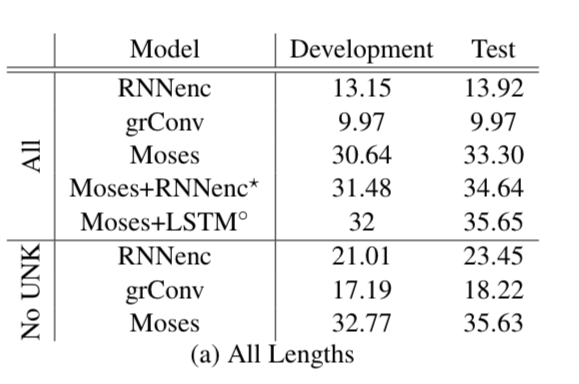 Model Development Test
RNNenc 13.15 13.92
grConv 9.97 9.97
All Moses 30.64 33.30
Moses+RNNenc⋆ 31.48 34.64
Moses+LSTM° 32 35.65
RNNenc 21.01 23.45
No UNK grConv 17.19 18.22
Moses 32.77 35.63
(a) All Lengths